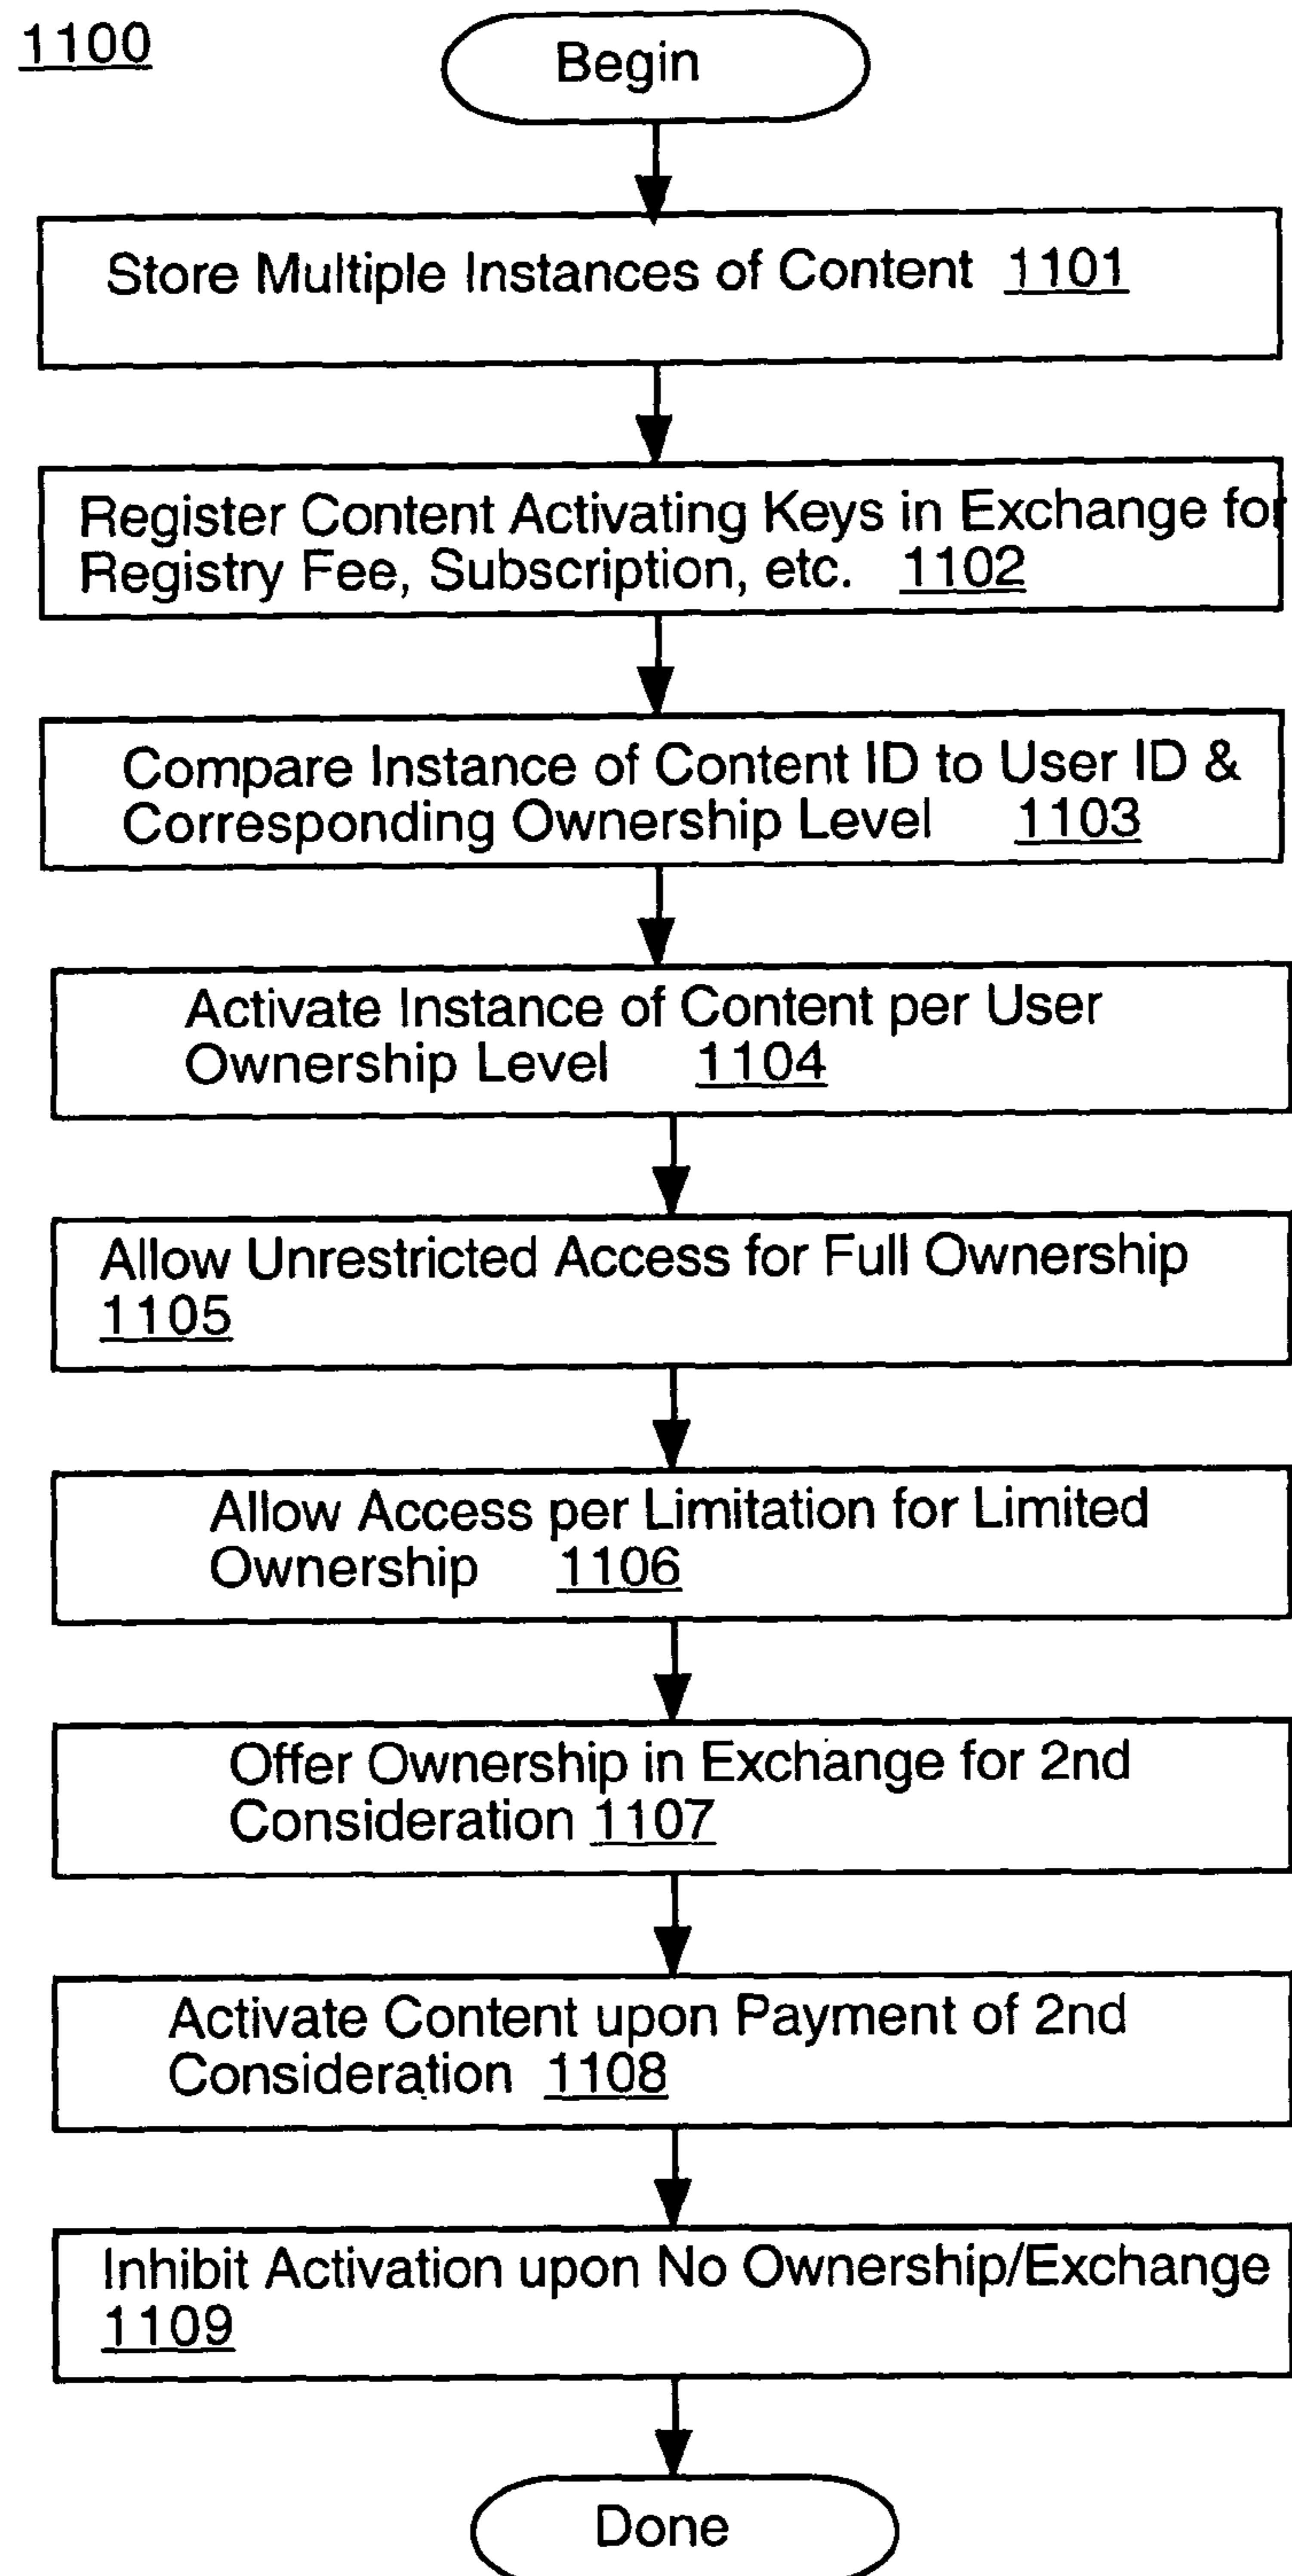 1100
Begin
Store Multiple Instances of Content 1101
Register Content Activating Keys in Exchange for
Registry Fee, Subscription, etc. 1102
Compare Instance of Content ID to User ID &
Corresponding Ownership Level 1103
Activate Instance of Content per User
Ownership Level 1104
Allow Unrestricted Access for Full Ownership
1105
Allow Access per Limitation for Limited
Ownership 1106
Offer Ownership in Exchange for 2nd
Consideration 1107
Activate Content upon Payment of 2nd
Consideration 1108
Inhibit Activation upon No Ownership/Exchange
1109
Done